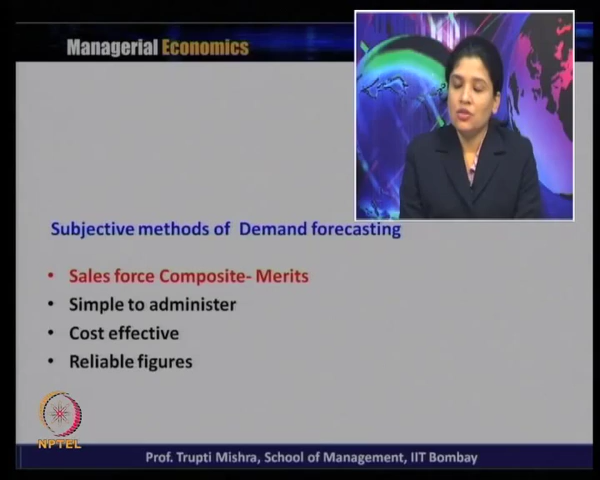 Managerial Economics
Subjective methods of Demand forecasting
• Sales force Composite- Merits
• Simple to administer
• Cost effective
• Reliable figures
NPTEL
Prof. Trupti Mishra, School of Management, IIT Bombay